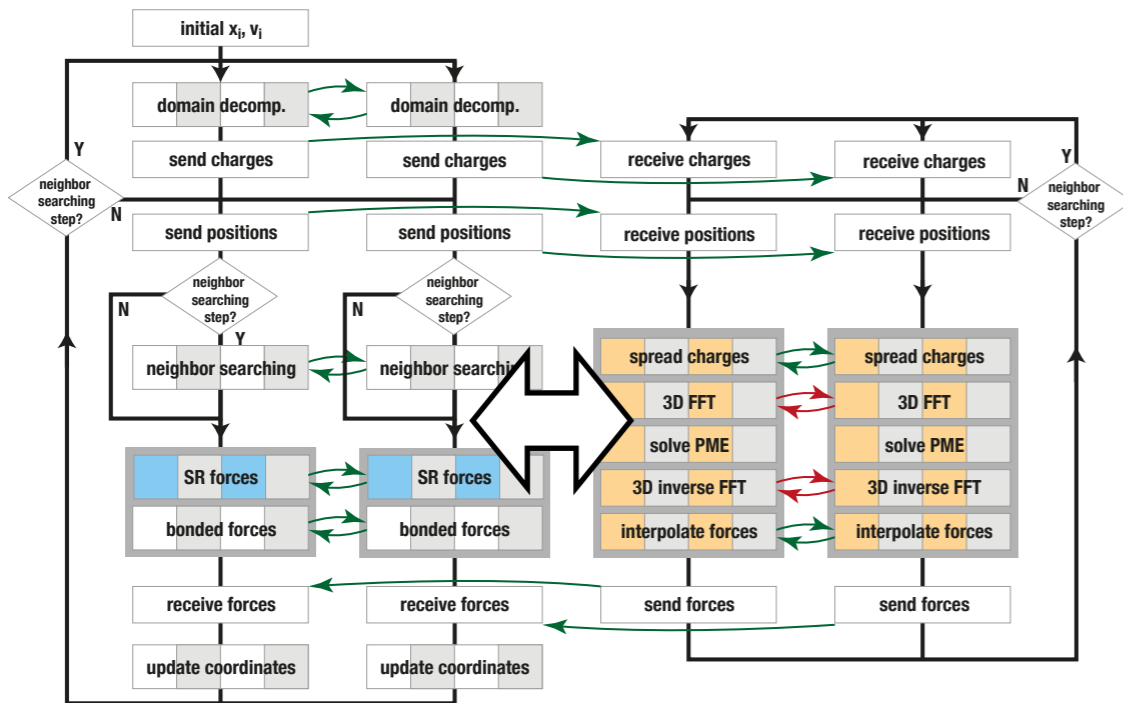 initial xi, vi
domain decomp.
domain decomp.
send charges
send charges
receive charges
receive charges
Y
Y
neighbor
searching
step?
N
N
neighbor
searching
step?
send positions
send positions
receive positions
receive positions
neighbor
searching
step?
neighbor
searching
step?
N
N
Y
neighbor searching
neighbor searchin
spread charges
spread charges
3D FFT
3D FFT
solve PME
solve PME
SR forces
SR forces
3D inverse FFT
3D inverse FFT
bonded forces
bonded forces
interpolate forces
interpolate forces
receive forces
receive forces
send forces
send forces
update coordinates
update coordinates